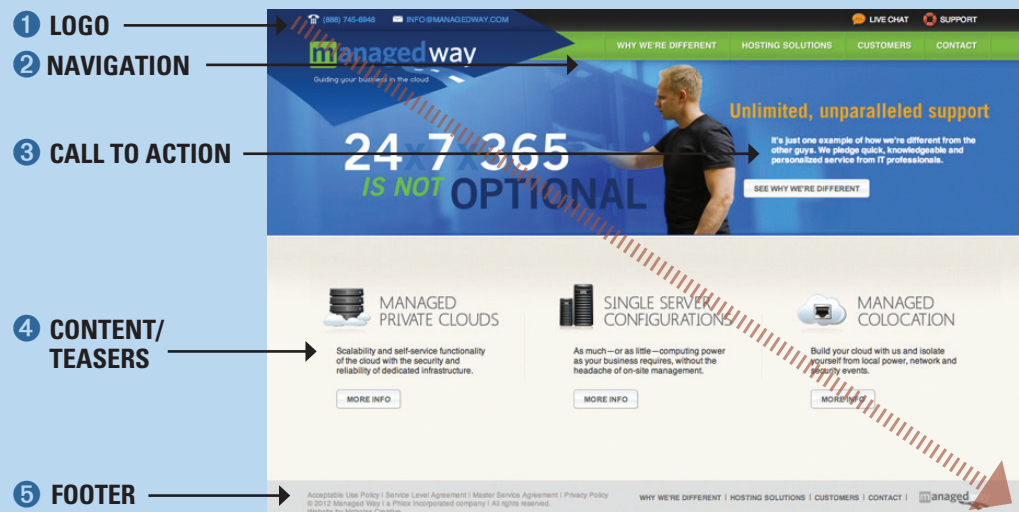 1 LOGO
2 NAVIGATION
3 CALL TO ACTION
4 CONTENT/
TEASERS
5 FOOTER
(888) 745-6948 INFO@MANAGEDWAY.COM
LIVE CHAT SUPPORT
managed way
Guiding your business in the cloud
WHY WE'RE DIFFERENT HOSTING SOLUTIONS CUSTOMERS CONTACT
24x7x365
IS NOT OPTIONAL
Unlimited, unparalleled support
It's just one example of how we're different from the
other guys. We pledge quick, knowledgeable and
personalized service from IT professionals.
SEE WHY WE'RE DIFFERENT
MANAGED
PRIVATE CLOUDS
Scalability and self-service functionality
of the cloud with the security and
reliability of dedicated infrastructure.
MORE INFO
SINGLE SERVER
CONFIGURATIONS
As much—or as little—computing power
as your business requires, without the
headache of on-site management.
MORE INFO
MANAGED
COLOCATION
Build your cloud with us and isolate
yourself from local power, network and
security events.
MORE INFO
Acceptable Use Policy | Service Level Agreement | Master Service Agreement | Privacy Policy
© 2012 Managed Way | a Phice Incorporated company | All rights reserved.
Website by Nicholas Creative
WHY WE'RE DIFFERENT | HOSTING SOLUTIONS | CUSTOMERS | CONTACT |
managed